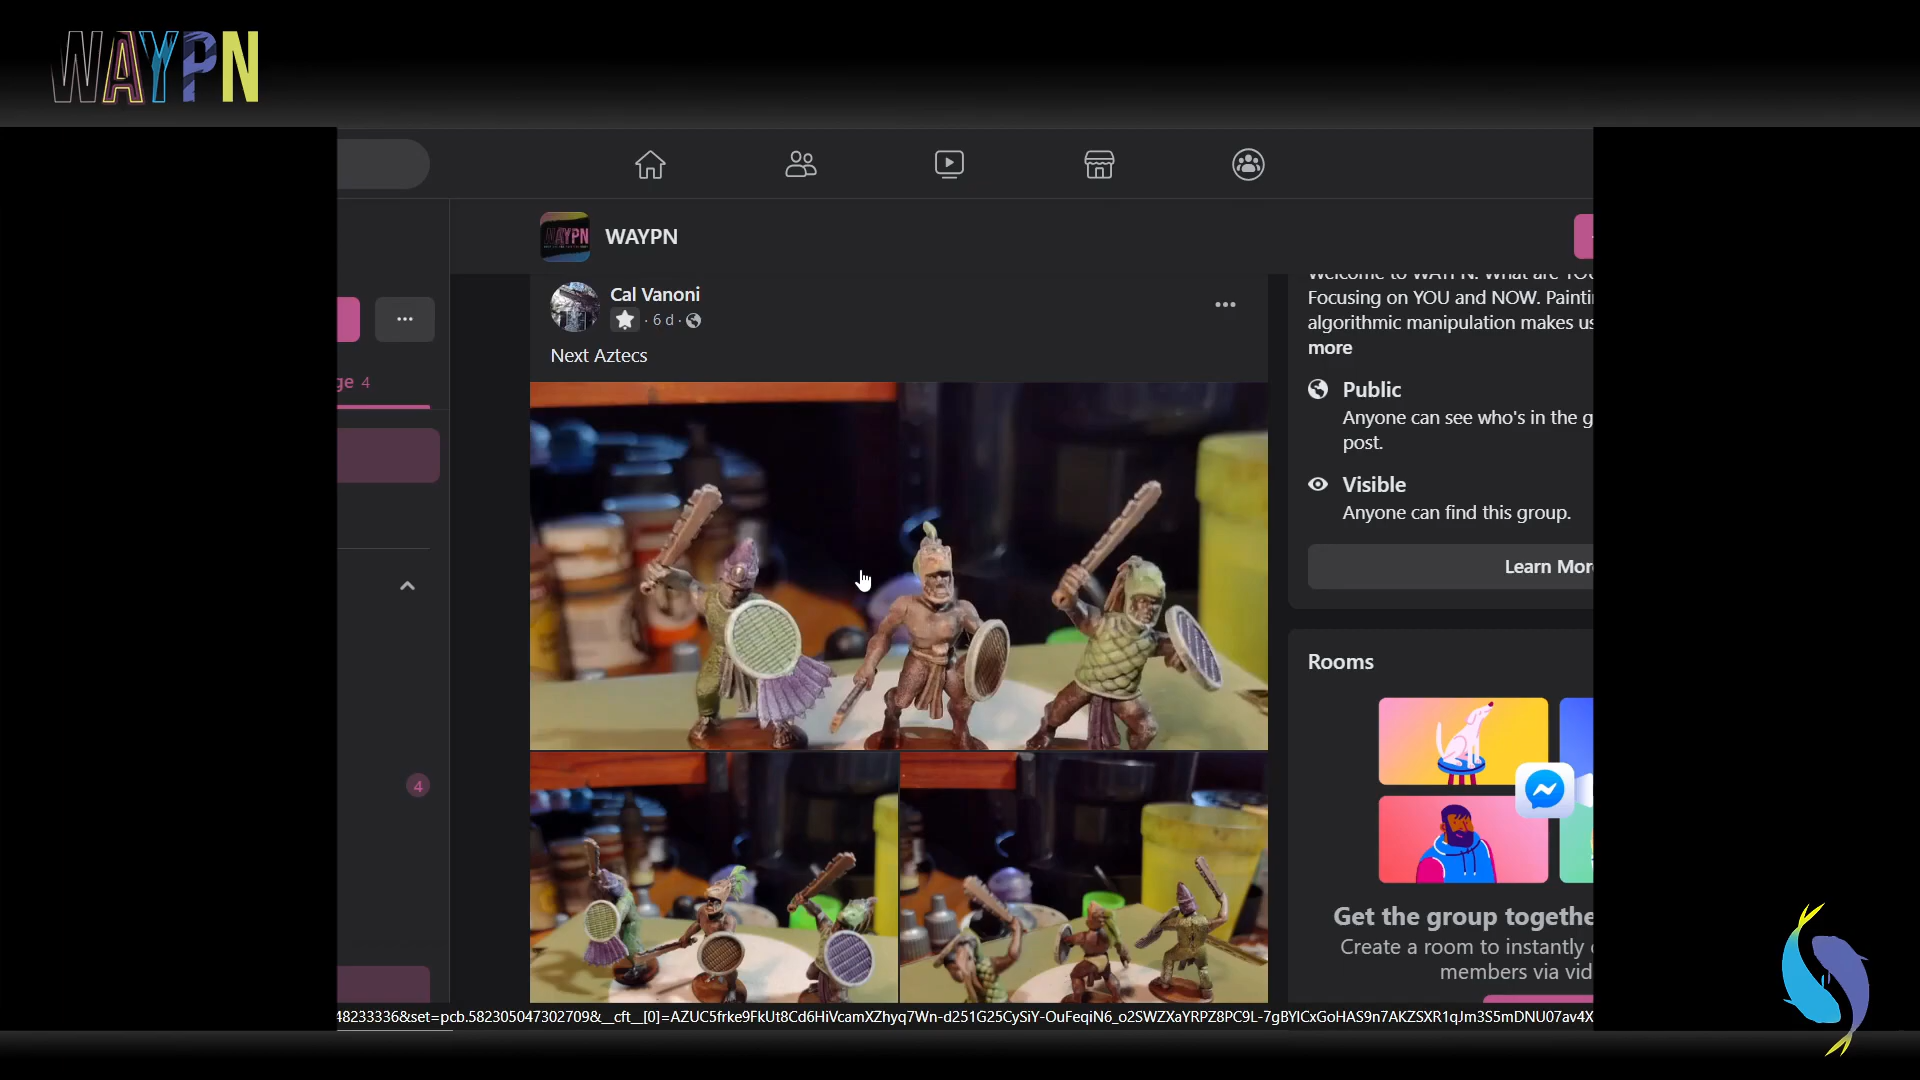 WAYPN
WAYPN
WAYPN
Cal Vanoni
· 6 d ·
Next Aztecs
ge 4
4
Focusing on YOU and NOW. Painti
algorithmic manipulation makes us
more
Public
Anyone can see who's in the g
post.
Visible
Anyone can find this group.
Learn Mor
Rooms
Get the group togethe
Create a room to instantly
members via vid
48233336&set=pcb.582305047302709&__cft__[0]=AZUC5frke9FkUt8Cd6HiVcamXZhyq7Wn-d251G25CySiY-OuFeqiN6_o2SWZXaYRPZ8PC9L-7gBYlCxGoHAS9n7AKZSXR1qJm3S5mDNU07av4X